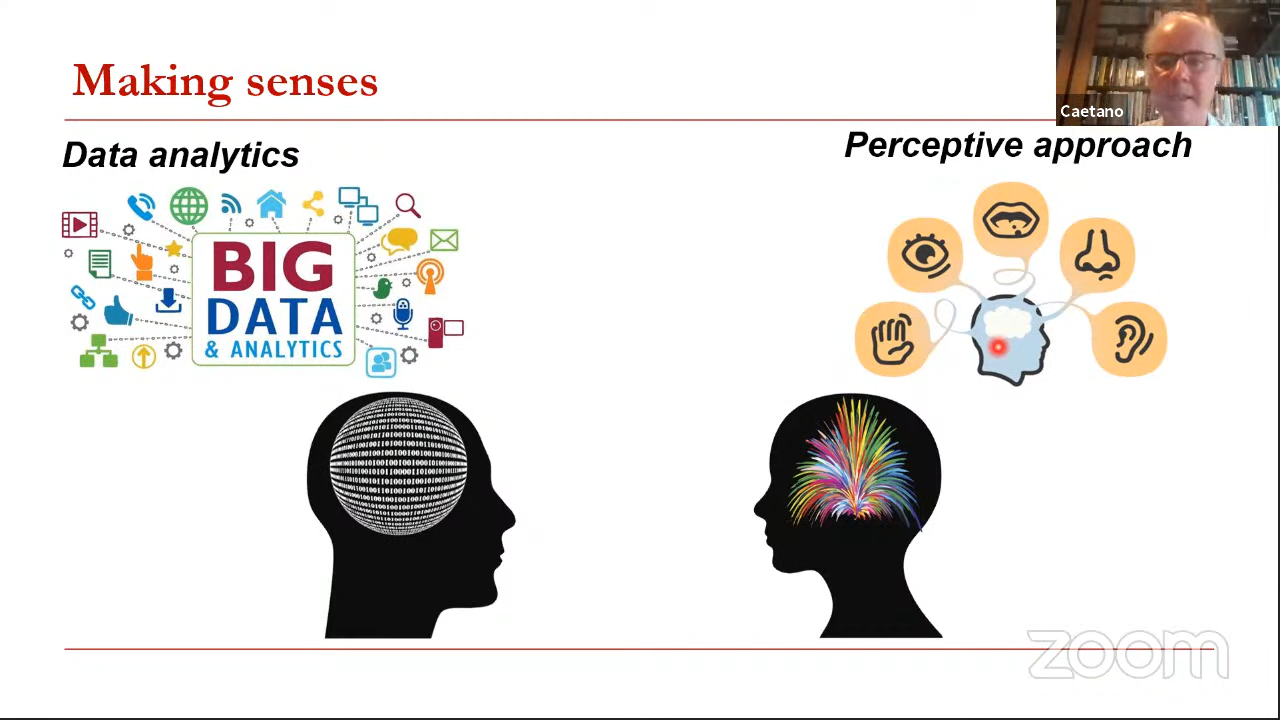 Making senses
Caetano
Data analytics
Perceptive approach
BIG
DATA
& ANALYTICS
zoom